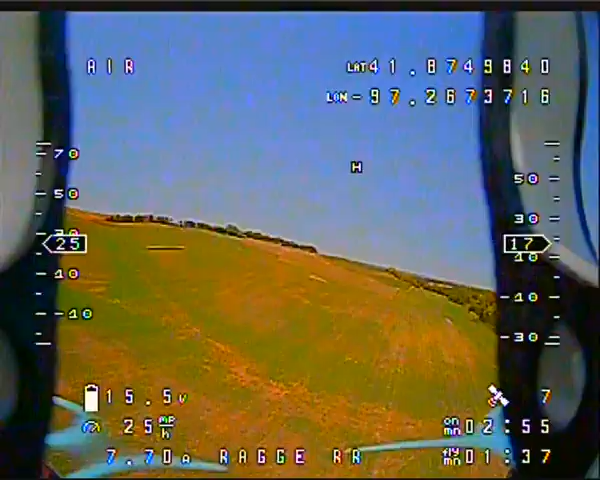 AIR
LAT 41.8749840
LON -97.2673716
H
70
50
50
30
30
25
17
10
10
-10
-10
-30
15.5V
7
25 mph
on mn 02:55
7.70A RAGGE RR
fly mn 01:37